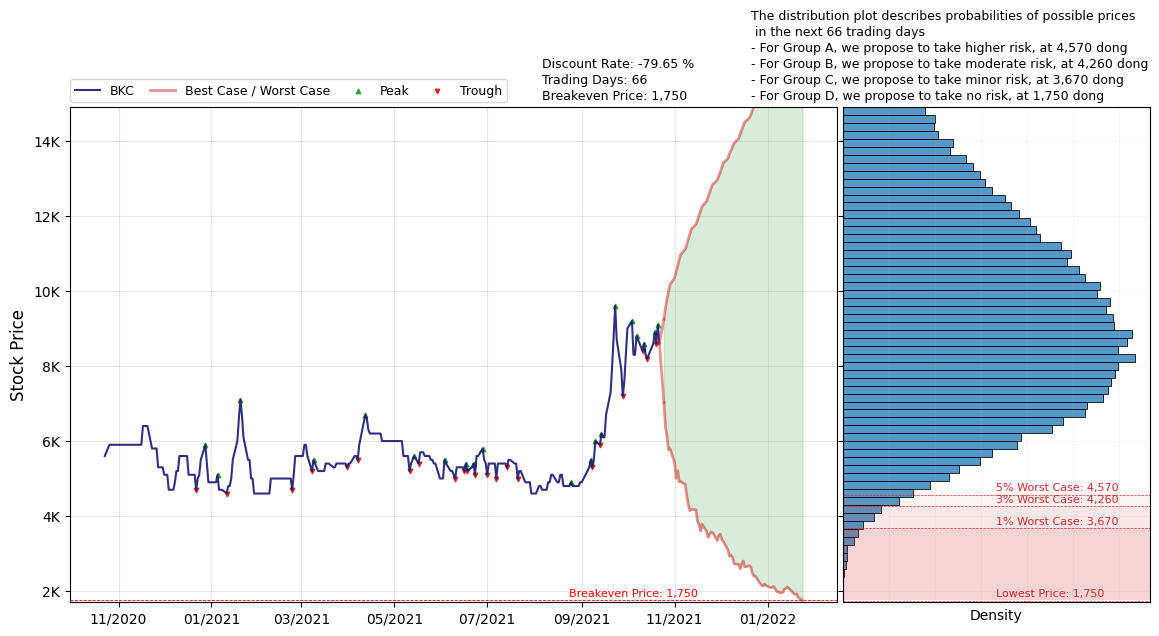 The distribution plot describes probabilities of possible prices
in the next 66 trading days
- For Group A, we propose to take higher risk, at 4,570 dong
- For Group B, we propose to take moderate risk, at 4,260 dong
- For Group C, we propose to take minor risk, at 3,670 dong
- For Group D, we propose to take no risk, at 1,750 dong
Discount Rate: -79.65 %
Trading Days: 66
Breakeven Price: 1,750
BKC
Best Case / Worst Case
Peak
Trough
Stock Price
14K
12K
10K
8K
6K
4K
2K
Breakeven Price: 1,750
11/2020
01/2021
03/2021
05/2021
07/2021
09/2021
11/2021
01/2022
5% Worst Case: 4,570
3% Worst Case: 4,260
1% Worst Case: 3,670
Lowest Price: 1,750
Density